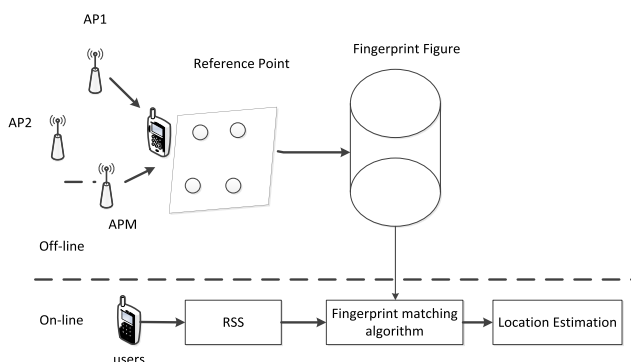 AP1
Fingerprint Figure
Reference Point
AP2
APM
Off-line
On-line
RSS
Fingerprint matching
algorithm
Location Estimation
users